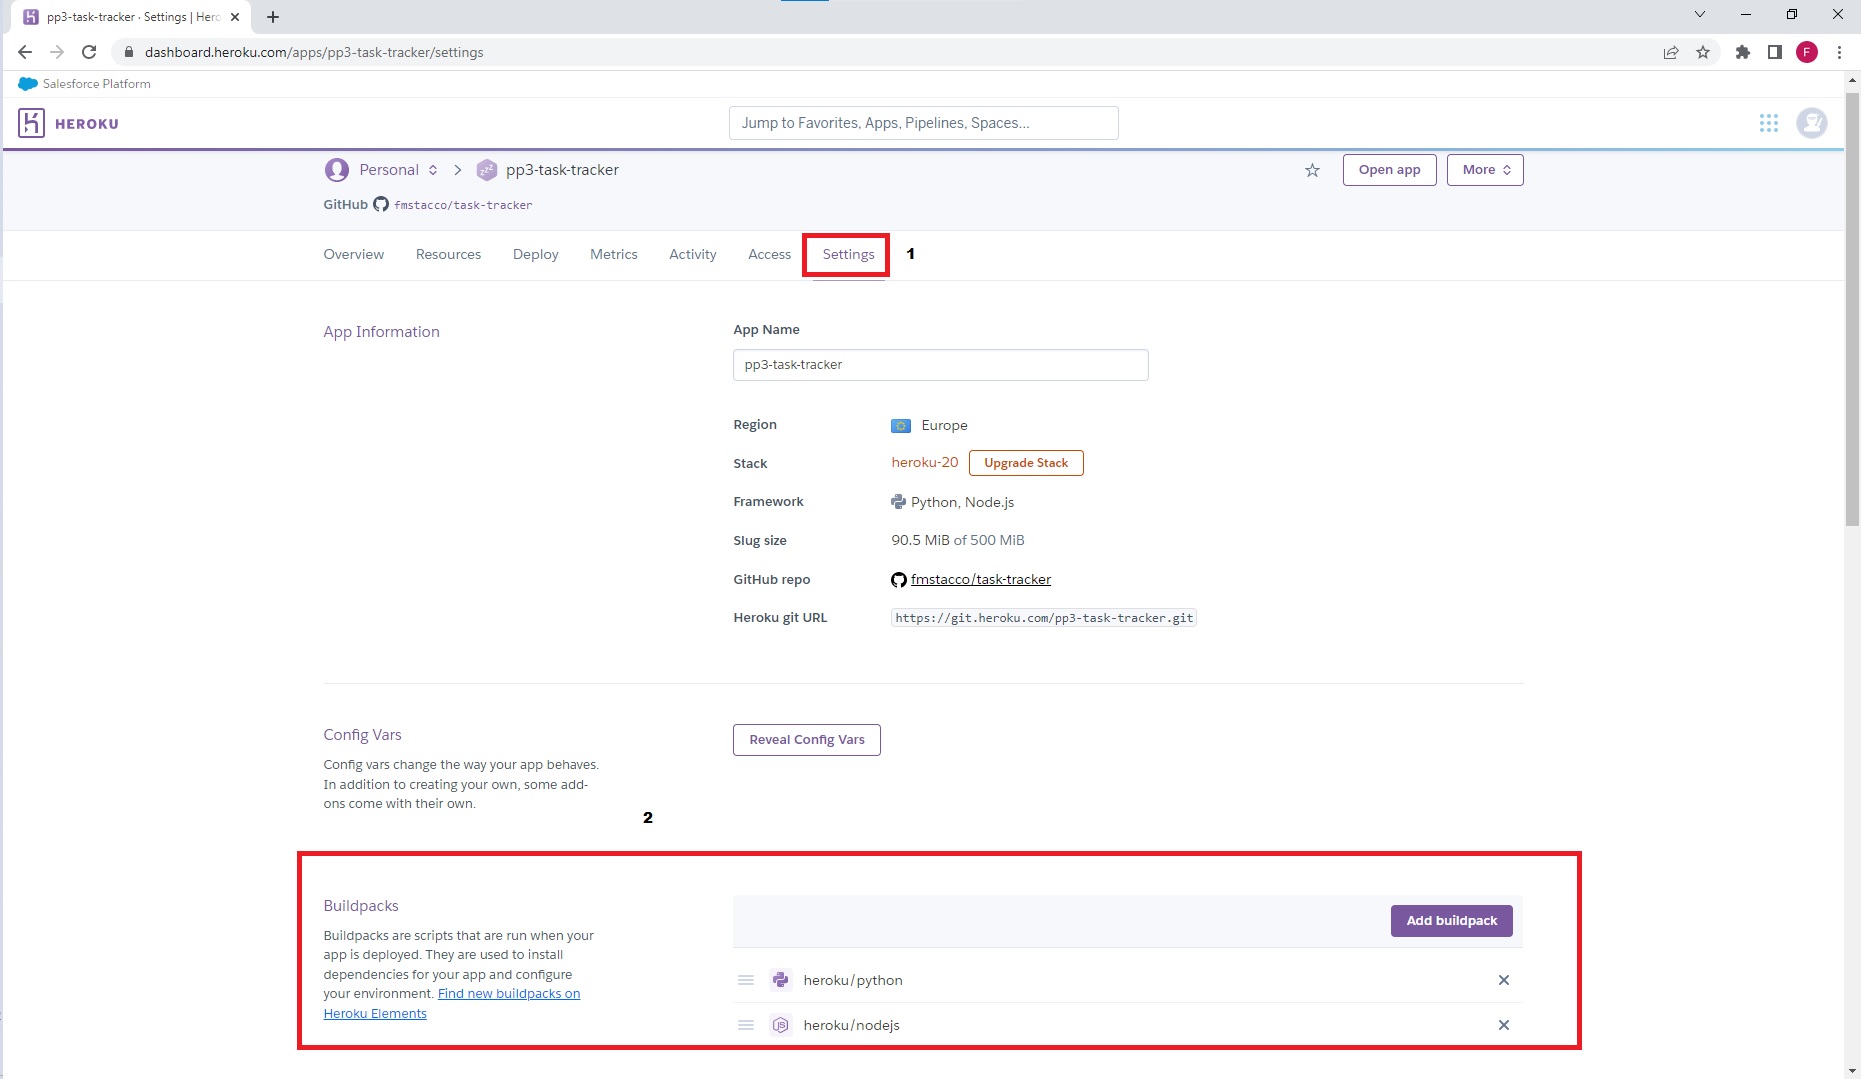 pp3-task-tracker · Settings | Hero
dashboard.heroku.com/apps/pp3-task-tracker/settings
F
Salesforce Platform
HEROKU
Jump to Favorites, Apps, Pipelines, Spaces...
Personal
pp3-task-tracker
Open app
More
GitHub fmstacco/task-tracker
Overview Resources Deploy Metrics Activity Access Settings 1
App Information
App Name
pp3-task-tracker
Region Europe
Stack heroku-20 Upgrade Stack
Framework Python, Node.js
Slug size 90.5 MiB of 500 MiB
GitHub repo fmstacco/task-tracker
Heroku git URL https://git.heroku.com/pp3-task-tracker.git
Config Vars
Config vars change the way your app behaves.
In addition to creating your own, some add-
ons come with their own.
Reveal Config Vars
2
Buildpacks
Buildpacks are scripts that are run when your
app is deployed. They are used to install
dependencies for your app and configure
your environment. Find new buildpacks on
Heroku Elements
Add buildpack
heroku/python
heroku/nodejs